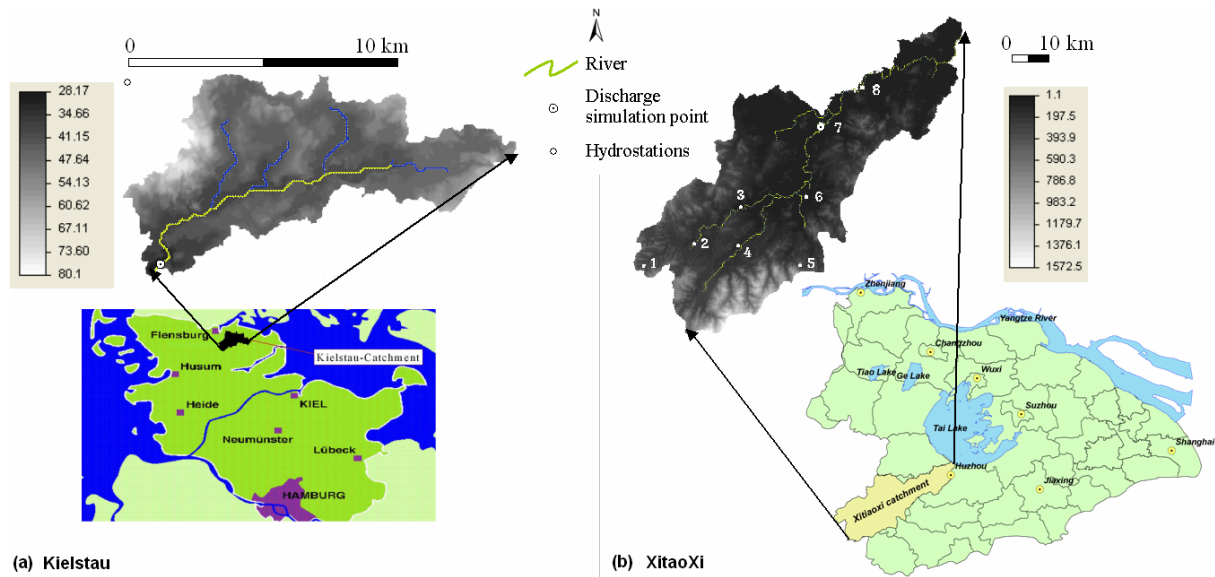 0 10 km
28.17
34.66
41.15
47.64
54.13
60.62
67.11
73.60
80.1
N
River
Discharge
simulation point
Hydrostations
0 10 km
1.1
197.5
393.9
590.3
786.8
983.2
1179.7
1376.1
1572.5
8
7
3
6
2
4
1
5
Flensburg
Kielstau-Catchment
Husum
Heide
KIEL
Neumünster
Lübeck
HAMBURG
Zhenjiang
Yangtze River
Changzhou
Tiao Lake
Ge Lake
Wuxi
Suzhou
Tai Lake
Shanghai
Huzhou
Jiaxing
Xitiaoxi catchment
(a) Kielstau
(b) XitaoXi